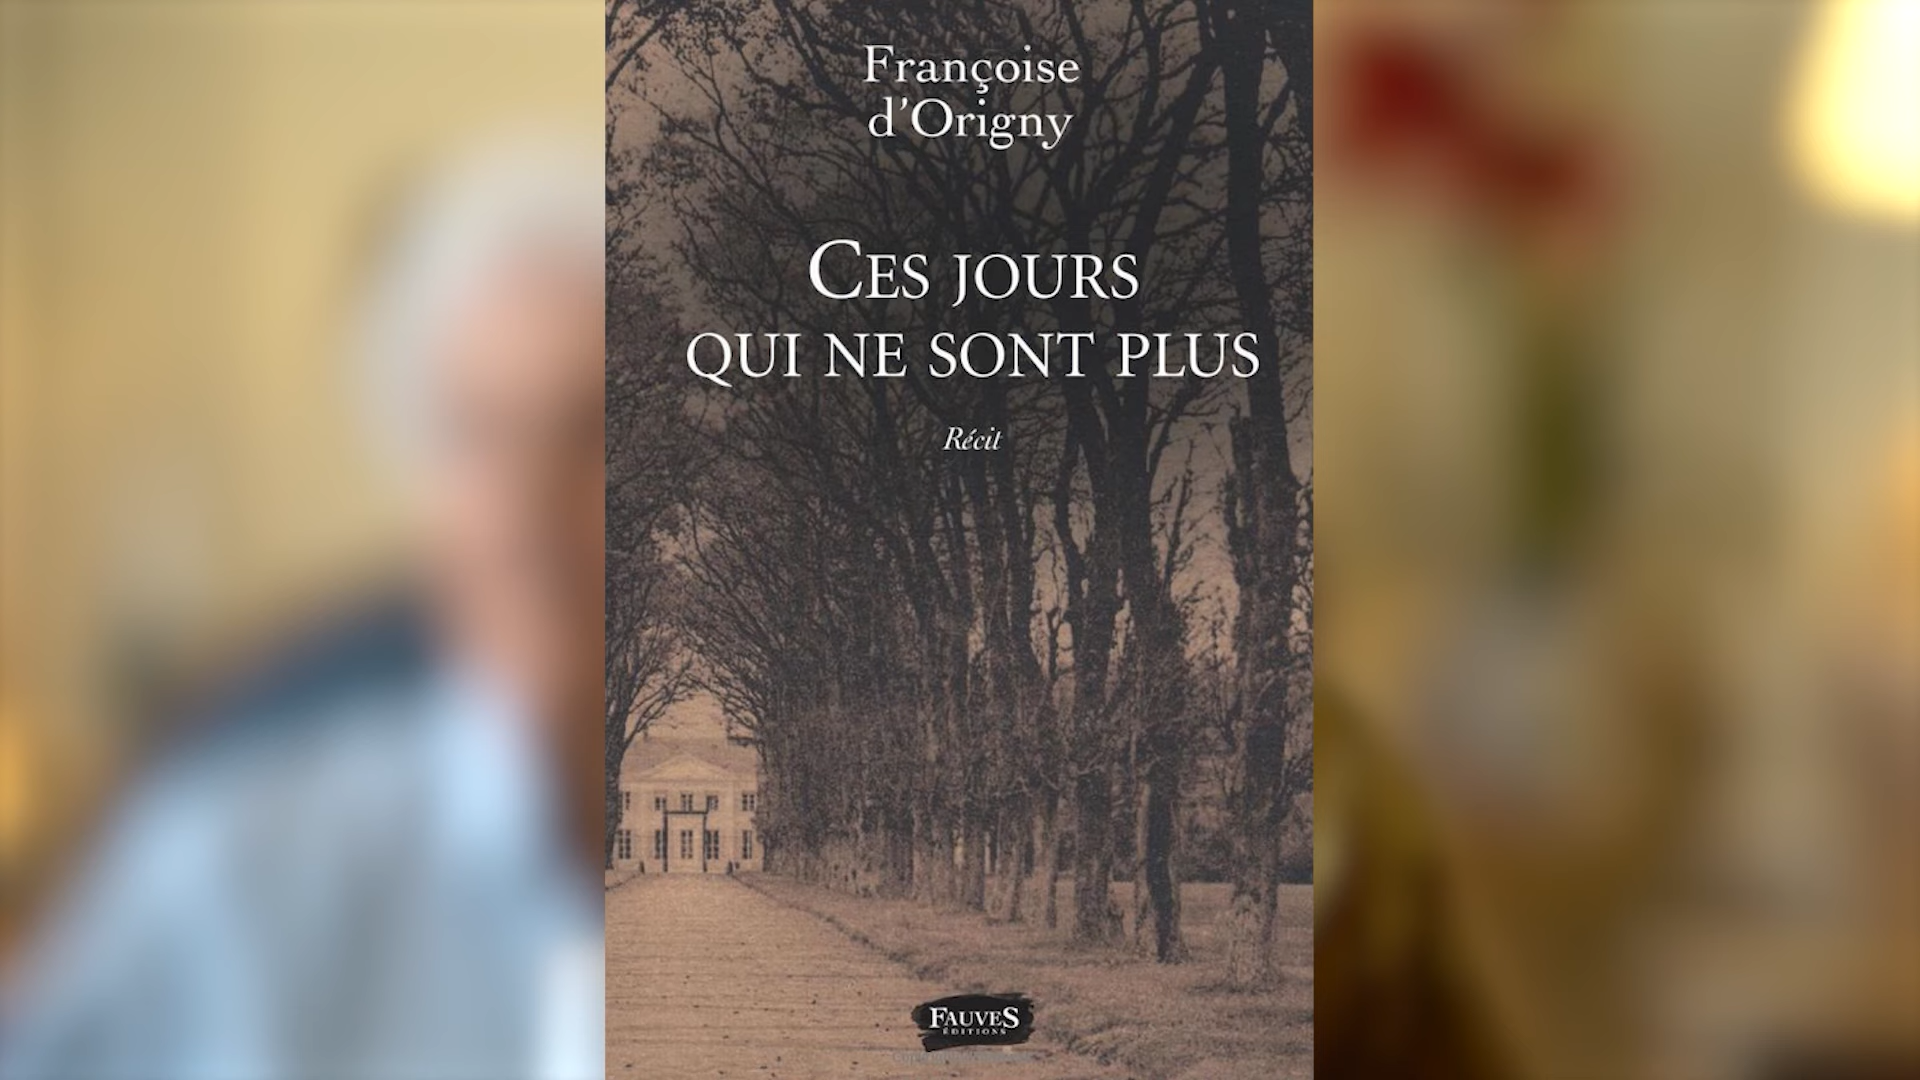 Françoise
d'Origny
CES JOURS
QUI NE SONT PLUS
Récit
FAUVES
ÉDITIONS